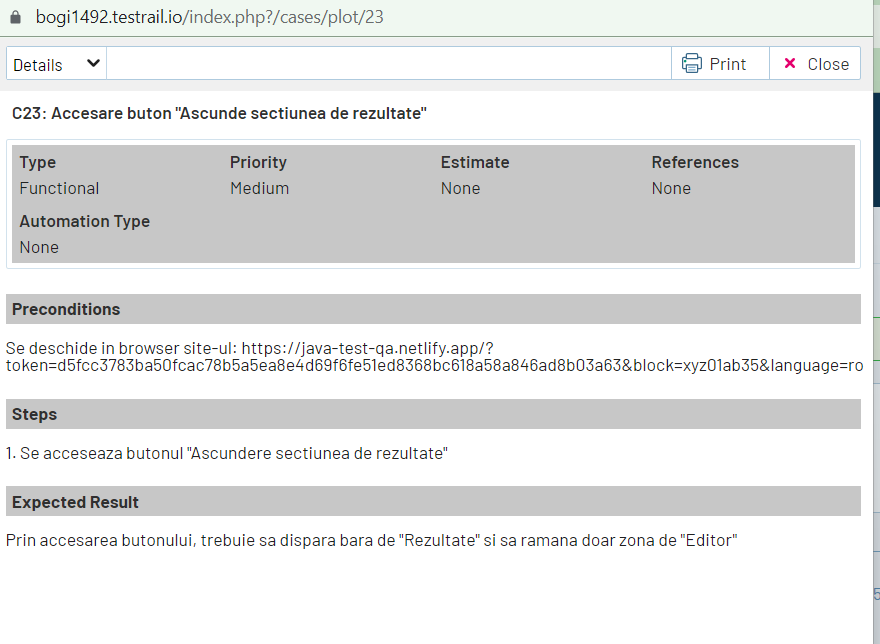 bogi1492.testrail.io/index.php?/cases/plot/23
Details Print Close
C23: Accesare buton "Ascunde sectiunea de rezultate"
Type Priority Estimate References
Functional Medium None None
Automation Type
None
Preconditions
Se deschide in browser site-ul: https://java-test-qa.netlify.app/?
token=d5fcc3783ba50fcac78b5a5ea8e4d69f6fe51ed8368bc618a58a846ad8b03a63&block=xyz01ab35&language=ro
Steps
1. Se acceseaza butonul "Ascundere sectiunea de rezultate"
Expected Result
Prin accesarea butonului, trebuie sa dispara bara de "Rezultate" si sa ramana doar zona de "Editor"